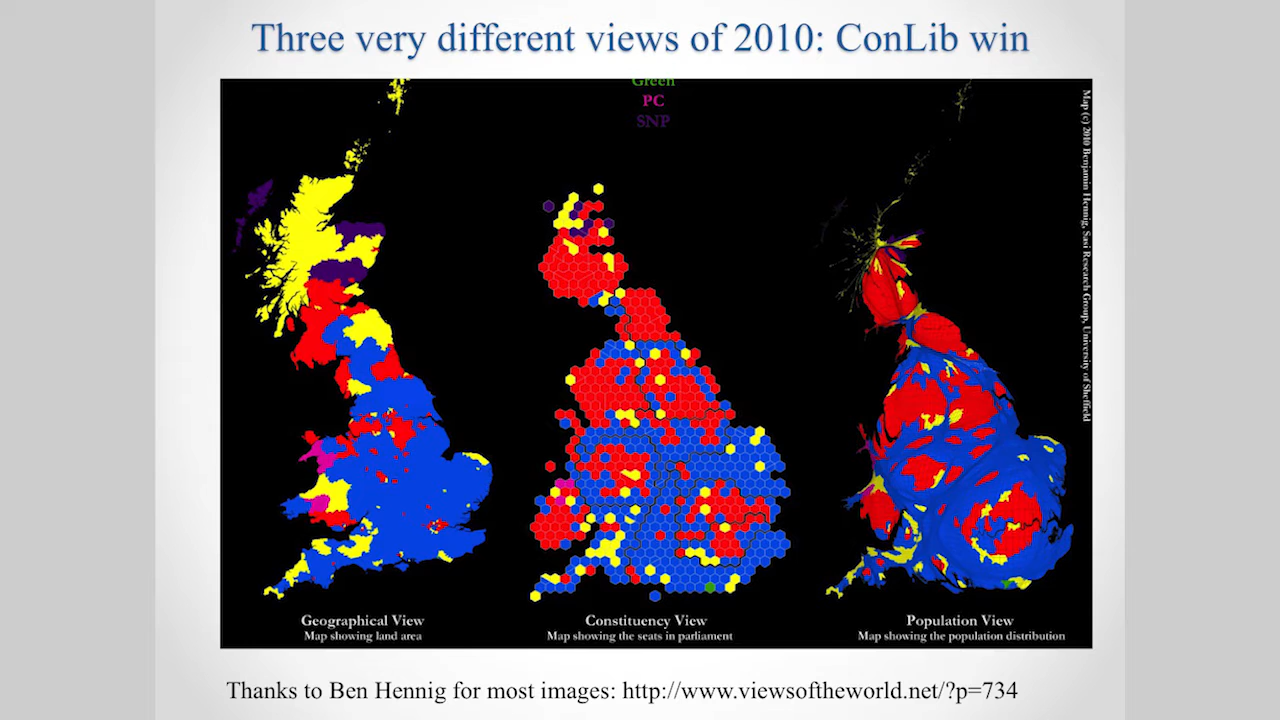 Three very different views of 2010: ConLib win
Green
PC
SNP
Map (c) 2010 Benjamin Hennig, Sasi Research Group, University of Sheffield
Geographical View
Map showing land area
Constituency View
Map showing the seats in parliament
Population View
Map showing the population distribution
Thanks to Ben Hennig for most images: http://www.viewsoftheworld.net/?p=734